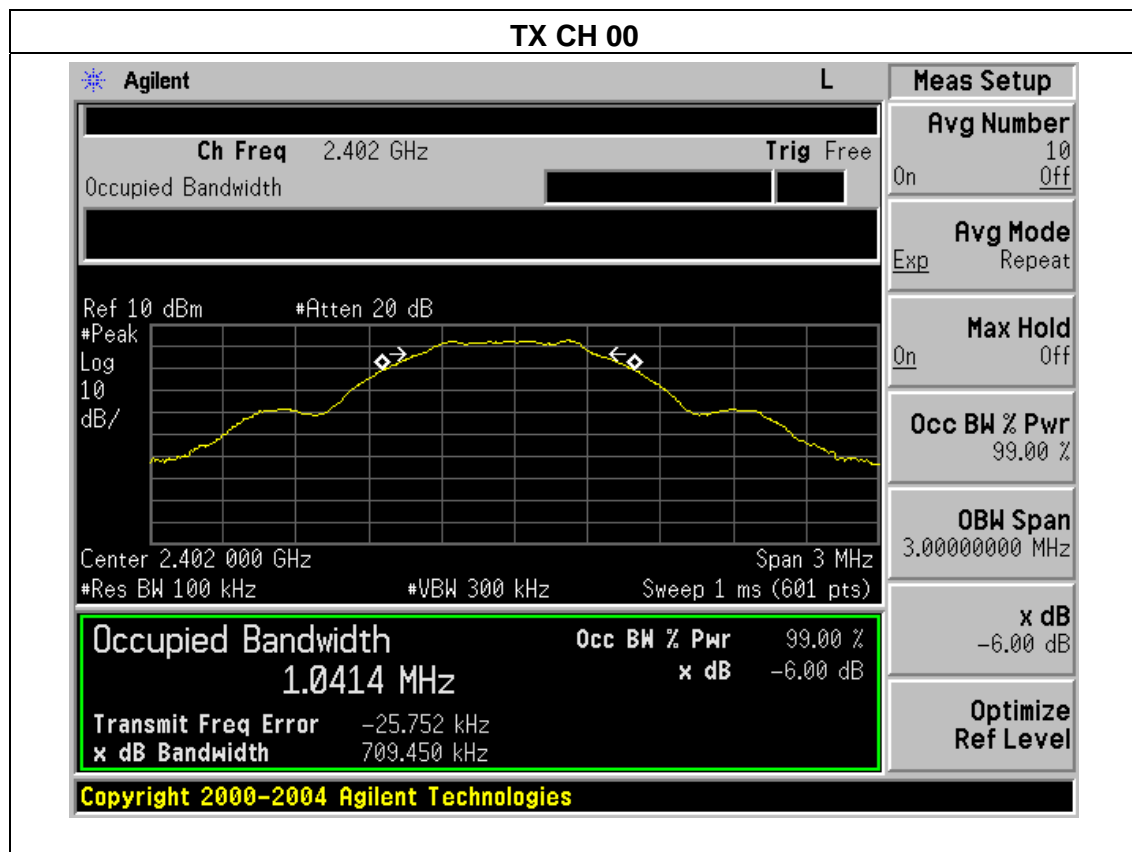 TX CH 00
Agilent L Meas Setup
Ch Freq 2.402 GHz Trig Free
Occupied Bandwidth
Avg Number
10
On Off
Avg Mode
Exp Repeat
Ref 10 dBm #Atten 20 dB
#Peak
Log
10
dB/
Max Hold
On Off
Occ BW % Pwr
99.00 %
OBW Span
3.00000000 MHz
Center 2.402 000 GHz Span 3 MHz
#Res BW 100 kHz #VBW 300 kHz Sweep 1 ms (601 pts)
Occupied Bandwidth Occ BW % Pwr 99.00 %
1.0414 MHz x dB -6.00 dB
Transmit Freq Error -25.752 kHz
x dB Bandwidth 709.450 kHz
x dB
-6.00 dB
Optimize
Ref Level
Copyright 2000-2004 Agilent Technologies